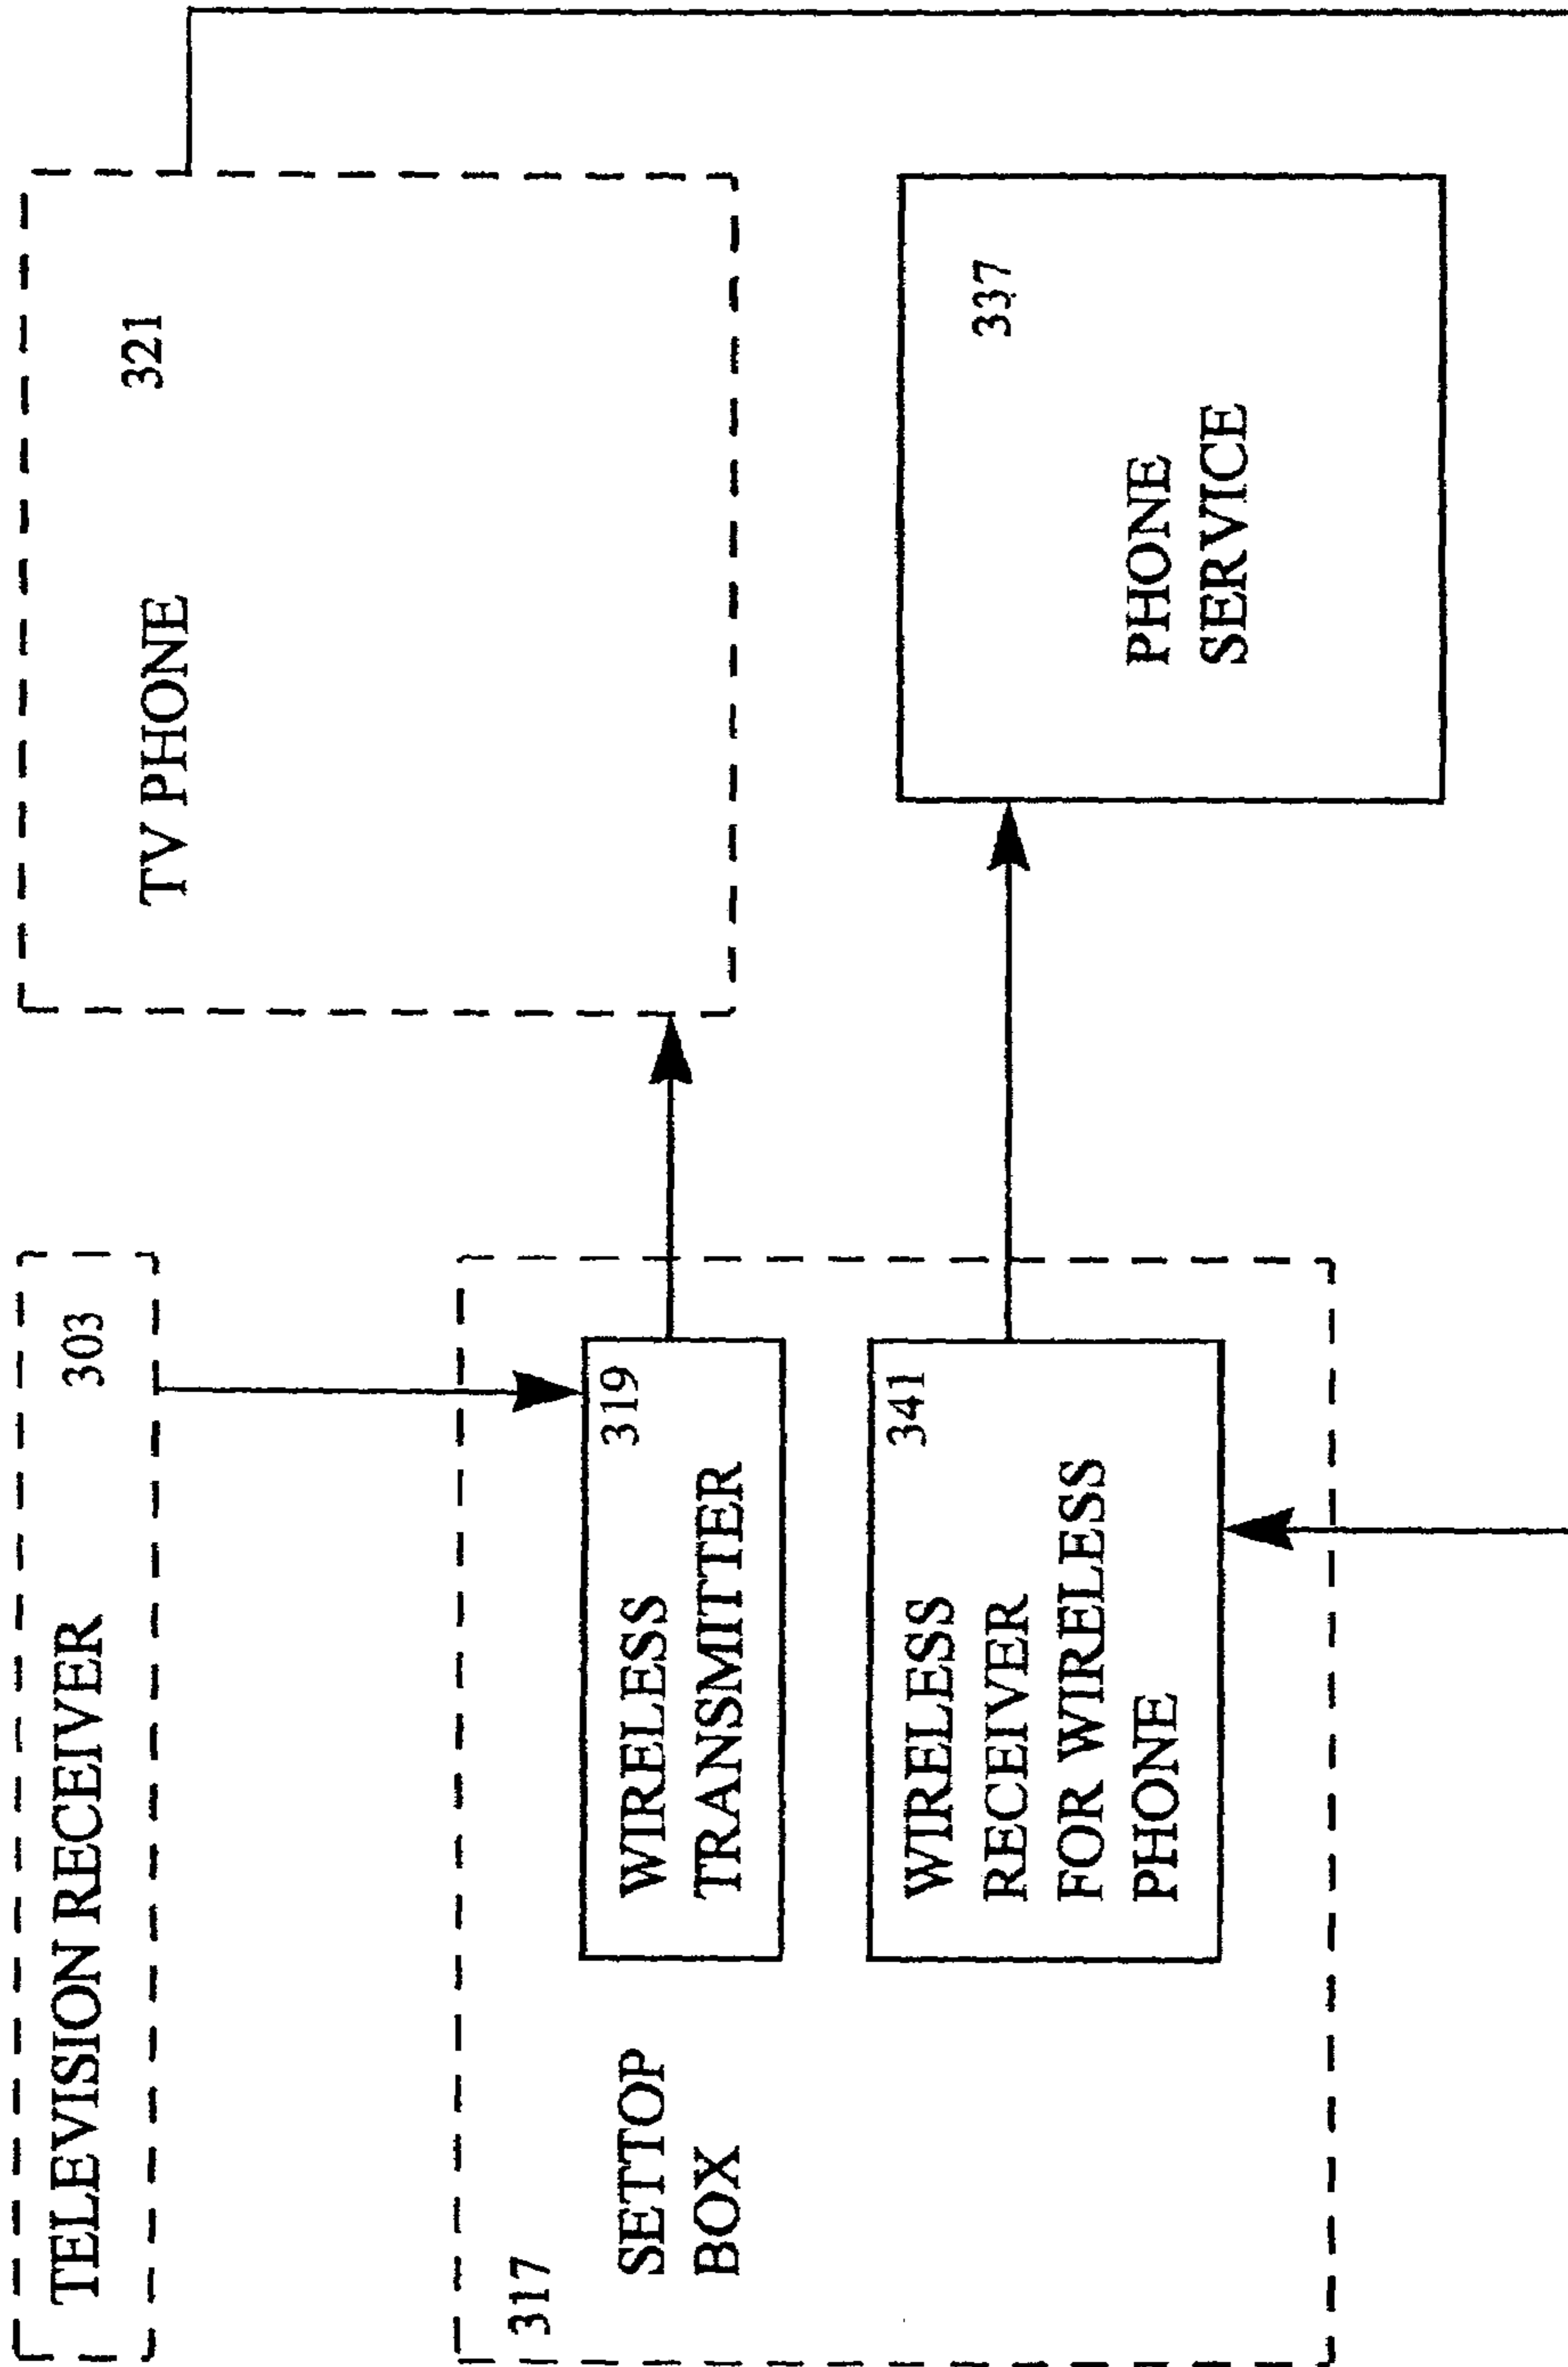 TELEVISION RECEIVER 303
317
SETTOP
BOX
319
WIRELESS
TRANSMITTER
341
WIRELESS
RECEIVER
FOR WIRELESS
PHONE
321
TV PHONE
337
PHONE
SERVICE